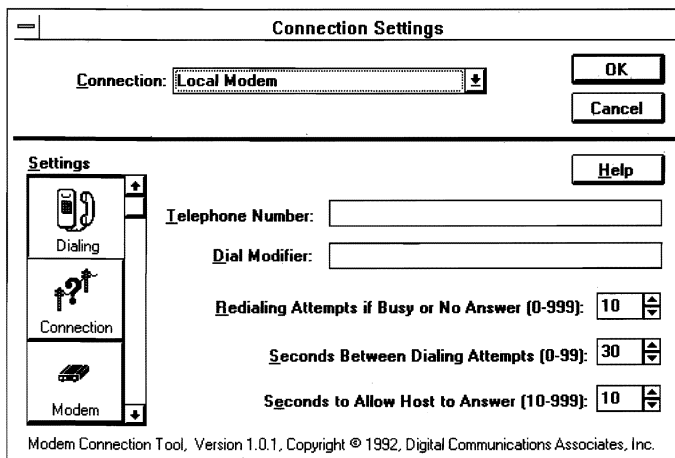 Connection Settings
Connection: Local Modem
OK
Cancel
Settings
Help
Dialing
Connection
Modem
Telephone Number:
Dial Modifier:
Redialing Attempts if Busy or No Answer (0-999): 10
Seconds Between Dialing Attempts (0-99): 30
Seconds to Allow Host to Answer (10-999): 10
Modem Connection Tool, Version 1.0.1, Copyright © 1992, Digital Communications Associates, Inc.